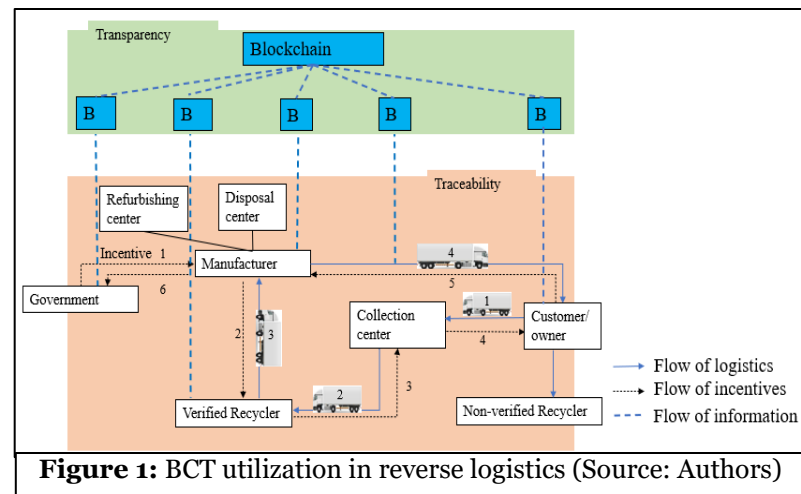 Transparency
Blockchain
B
B
B
B
B
Traceability
Refurbishing
center
Disposal
center
Incentive 1
Manufacturer
4
6
5
Government
Collection
center
1
Customer/
owner
2
3
4
3
2
Verified Recycler
Non-verified Recycler
Flow of logistics
Flow of incentives
Flow of information
Figure 1: BCT utilization in reverse logistics (Source: Authors)